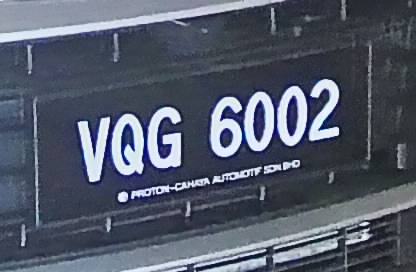 VQG 6002
PROTON-CAHAYA AUTOMOTIF SDN BHD